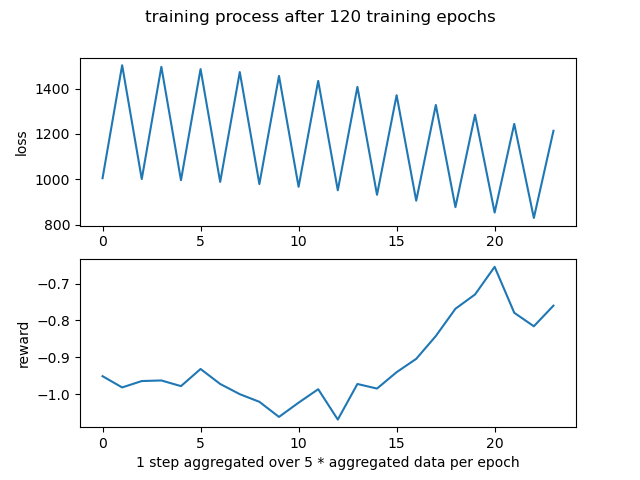 training process after 120 training epochs
1400
1200
1000
800
loss
0 5 10 15 20
−0.7
−0.8
−0.9
−1.0
reward
0 5 10 15 20
1 step aggregated over 5 * aggregated data per epoch